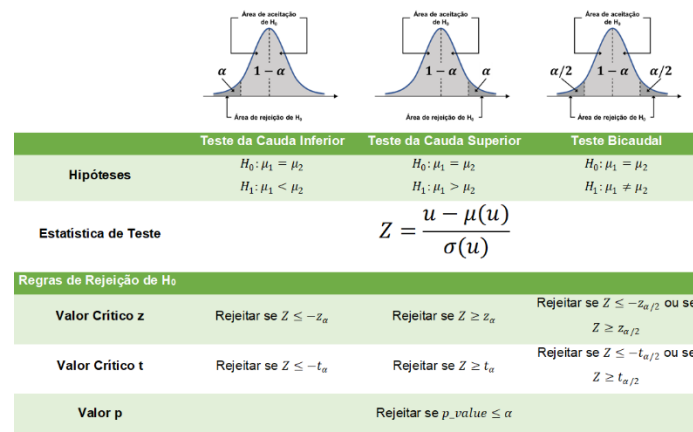 Área de aceitação
de H₀
α
1 − α
Área de rejeição de H₀
Área de aceitação
de H₀
1 − α
α
Área de rejeição de H₀
Área de aceitação
de H₀
α/2
1 − α
α/2
Área de rejeição de H₀
Teste da Cauda Inferior Teste da Cauda Superior Teste Bicaudal
Hipóteses
H₀: μ₁ = μ₂
H₁: μ₁ < μ₂
H₀: μ₁ = μ₂
H₁: μ₁ > μ₂
H₀: μ₁ = μ₂
H₁: μ₁ ≠ μ₂
Estatística de Teste
Z = (u − μ(u)) / σ(u)
Regras de Rejeição de H₀
Valor Crítico z
Rejeitar se Z ≤ −z_α
Rejeitar se Z ≥ z_α
Rejeitar se Z ≤ −z_α/2 ou se
Z ≥ z_α/2
Valor Crítico t
Rejeitar se Z ≤ −t_α
Rejeitar se Z ≥ t_α
Rejeitar se Z ≤ −t_α/2 ou se
Z ≥ t_α/2
Valor p
Rejeitar se p_value ≤ α